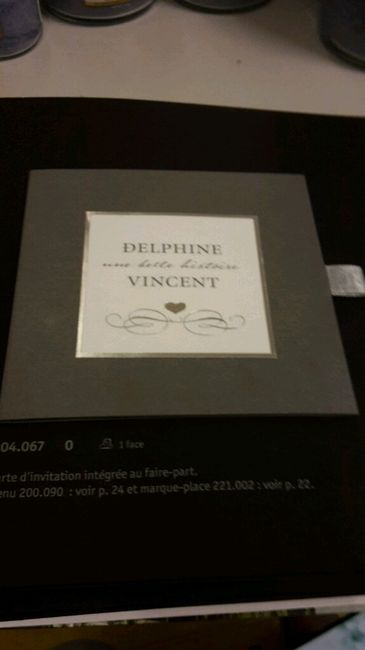 DELPHINE
une belle histoire
VINCENT
04.067 0 1 face
rte d'invitation intégrée au faire-part.
enu 200.090 : voir p. 24 et marque-place 221.002 : voir p. 22.